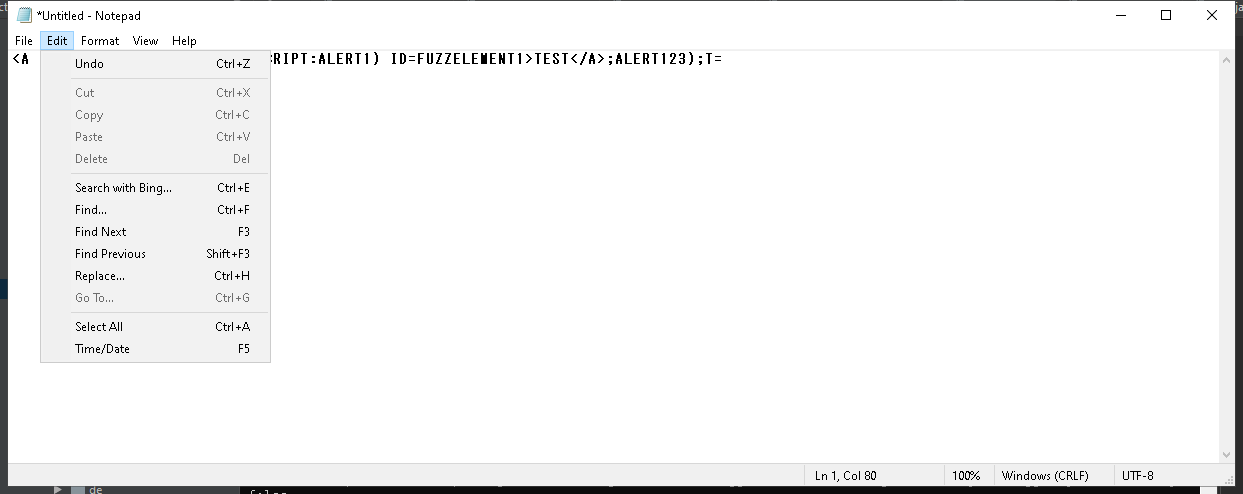 *Untitled - Notepad
File Edit Format View Help
<A RIPT:ALERT1) ID=FUZZELEMENT1>TEST</A>;ALERT123);T=
Undo Ctrl+Z
Cut Ctrl+X
Copy Ctrl+C
Paste Ctrl+V
Delete Del
Search with Bing... Ctrl+E
Find... Ctrl+F
Find Next F3
Find Previous Shift+F3
Replace... Ctrl+H
Go To... Ctrl+G
Select All Ctrl+A
Time/Date F5
Ln 1, Col 80 100% Windows (CRLF) UTF-8
de